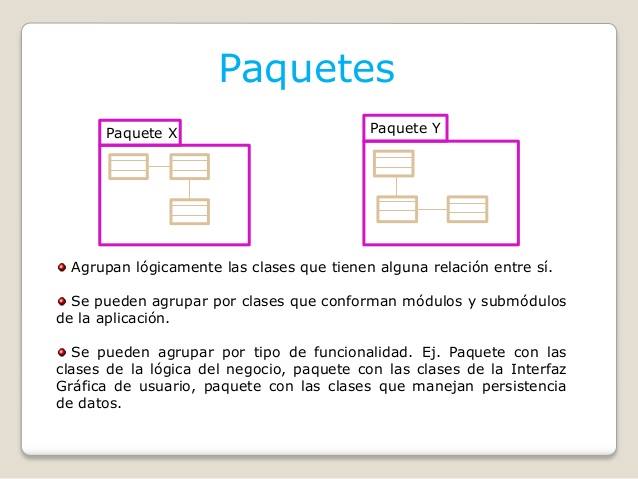 Paquetes
Paquete X
Paquete Y
Agrupan lógicamente las clases que tienen alguna relación entre sí.
Se pueden agrupar por clases que conforman módulos y submódulos
de la aplicación.
Se pueden agrupar por tipo de funcionalidad. Ej. Paquete con las
clases de la lógica del negocio, paquete con las clases de la Interfaz
Gráfica de usuario, paquete con las clases que manejan persistencia
de datos.